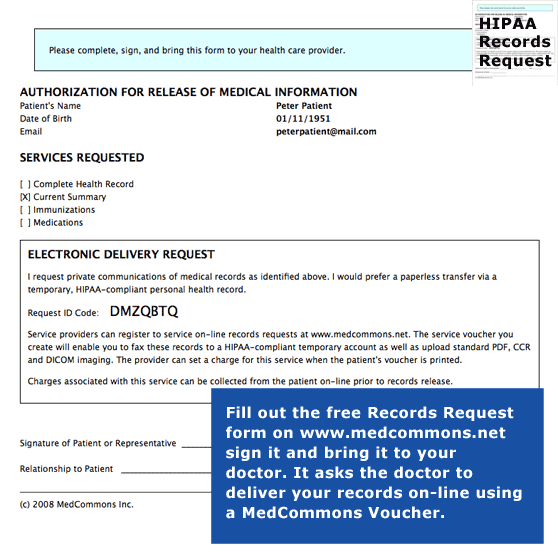 Please complete, sign, and bring this form to your health care provider.
HIPAA
Records
Request
AUTHORIZATION FOR RELEASE OF MEDICAL INFORMATION
Patient's Name Peter Patient
Date of Birth 01/11/1951
Email peterpatient@mail.com
SERVICES REQUESTED
[ ] Complete Health Record
[X] Current Summary
[ ] Immunizations
[ ] Medications
ELECTRONIC DELIVERY REQUEST
I request private communications of medical records as identified above. I would prefer a paperless transfer via a
temporary, HIPAA-compliant personal health record.
Request ID Code: DMZQBTQ
Service providers can register to service on-line records requests at www.medcommons.net. The service voucher you
create will enable you to fax these records to a HIPAA-compliant temporary account as well as upload standard PDF, CCR
and DICOM imaging. The provider can set a charge for this service when the patient's voucher is printed.
Charges associated with this service can be collected from the patient on-line prior to records release.
Signature of Patient or Representative
Relationship to Patient
(c) 2008 MedCommons Inc.
Fill out the free Records Request
form on www.medcommons.net
sign it and bring it to your
doctor. It asks the doctor to
deliver your records on-line using
a MedCommons Voucher.